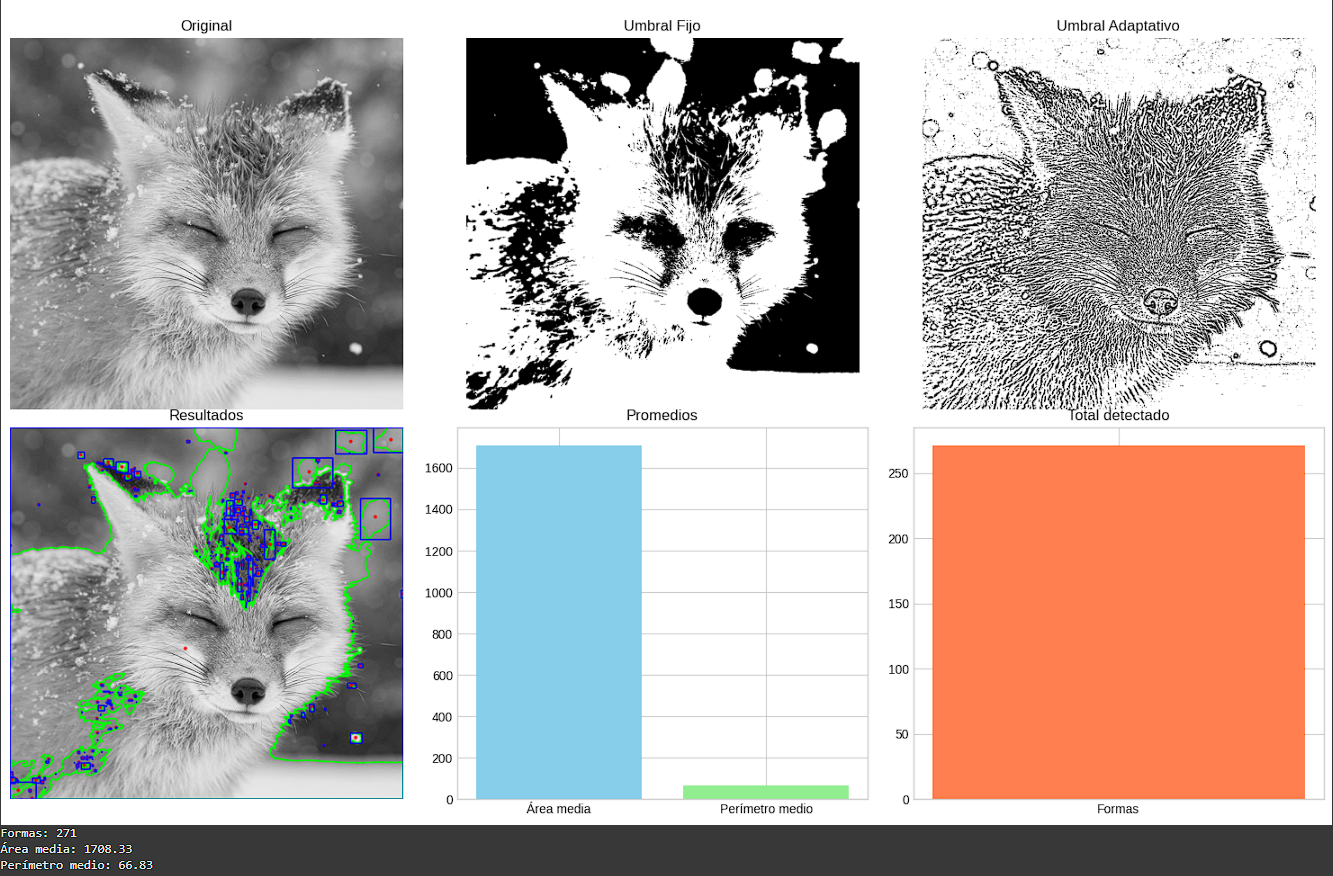 Original
Umbral Fijo
Umbral Adaptativo
Resultados
Promedios
Total detectado
1600
1400
1200
1000
800
600
400
200
0
Área media
Perímetro medio
250
200
150
100
50
0
Formas
Formas: 271
Área media: 1708.33
Perímetro medio: 66.83